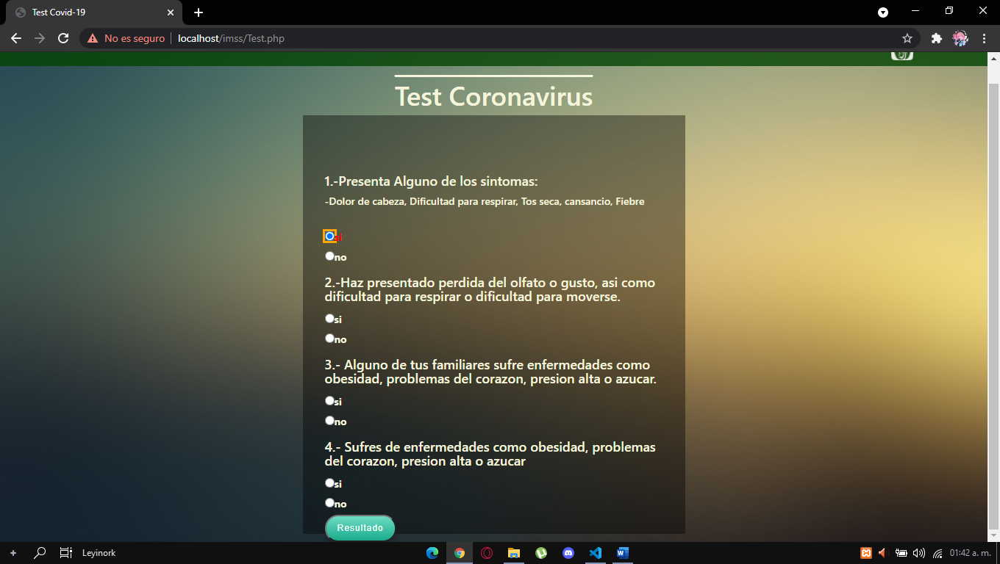 Test Covid-19
No es seguro
localhost/imss/Test.php
Test Coronavirus
1.-Presenta Alguno de los sintomas:
-Dolor de cabeza, Dificultad para respirar, Tos seca, cansancio, Fiebre
si
no
2.-Haz presentado perdida del olfato o gusto, asi como
dificultad para respirar o dificultad para moverse.
si
no
3.- Alguno de tus familiares sufre enfermedades como
obesidad, problemas del corazon, presion alta o azucar.
si
no
4.- Sufres de enfermedades como obesidad, problemas
del corazon, presion alta o azucar
si
no
Resultado
Leyinork
01:42 a. m.